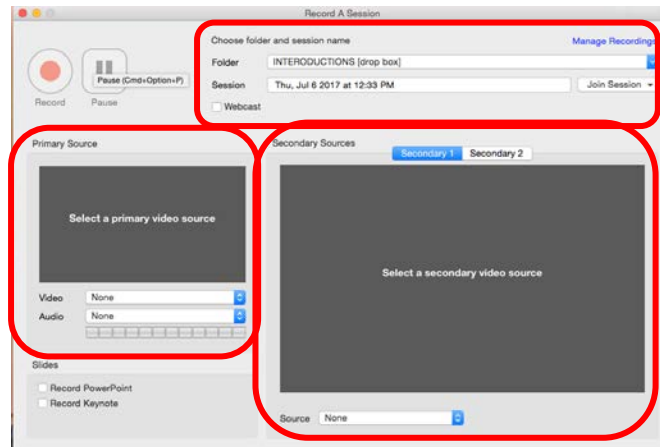 Record A Session
Choose folder and session name
Manage Recordings
Folder
INTERODUCTIONS [drop box]
Pause (Cmd+Option+P)
Session
Thu, Jul 6 2017 at 12:33 PM
Join Session
Record
Pause
Webcast
Primary Source
Secondary Sources
Secondary 1
Secondary 2
Select a primary video source
Select a secondary video source
Video
None
Audio
None
Slides
Record PowerPoint
Record Keynote
Source
None